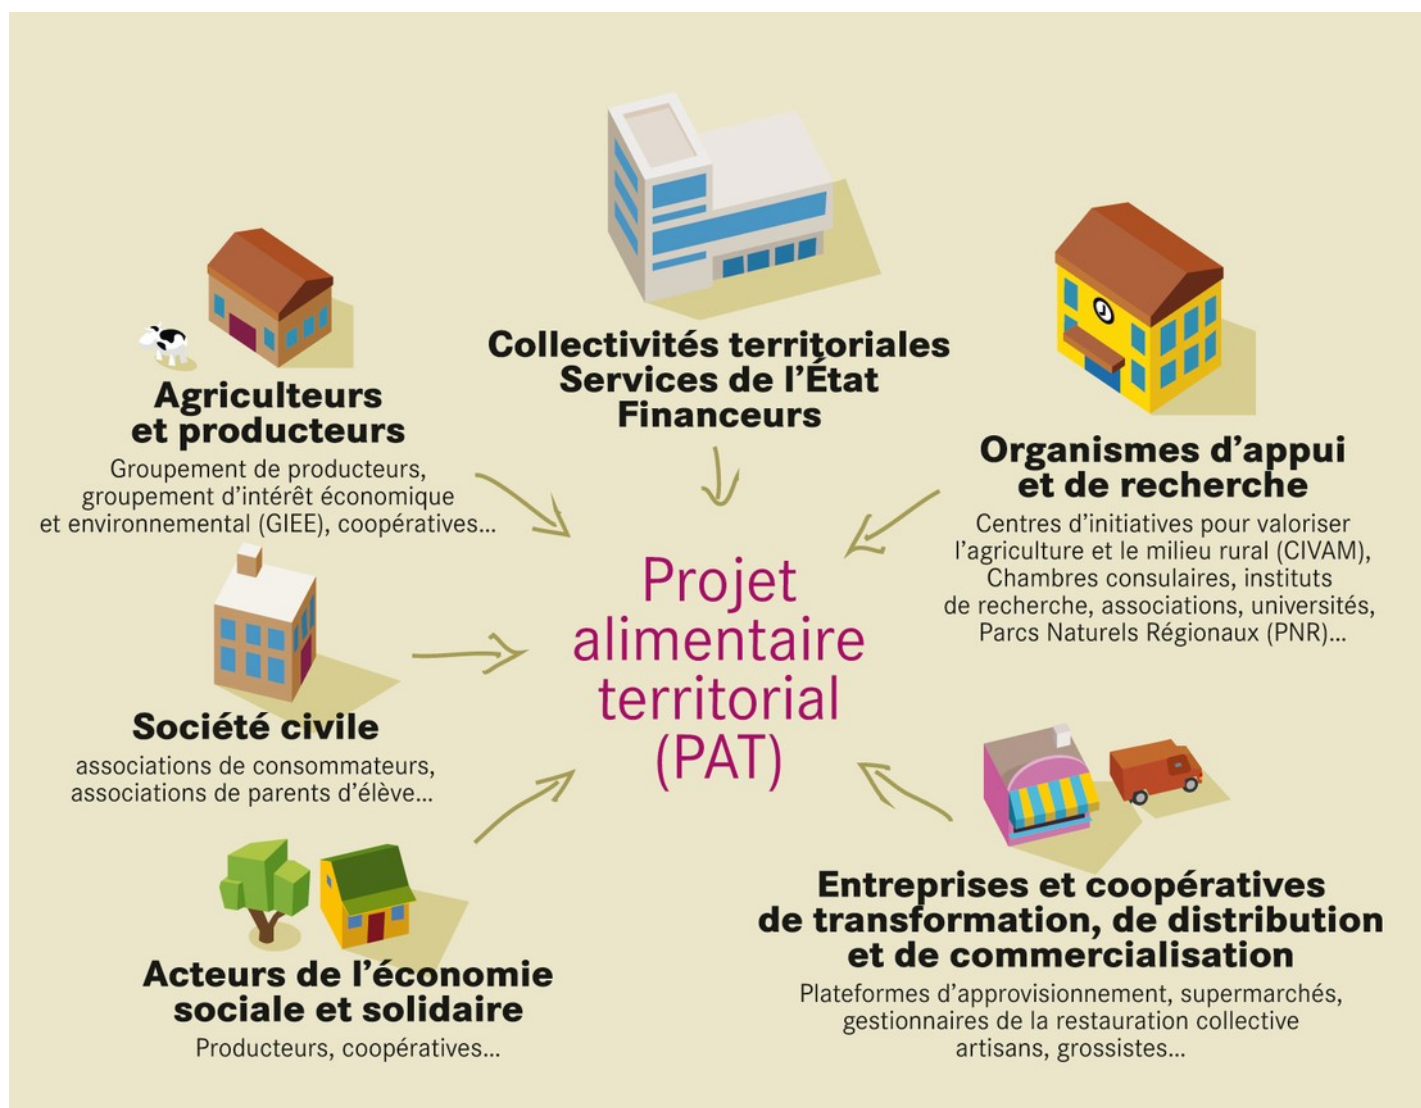 Collectivités territoriales
Services de l'État
Financeurs
Agriculteurs
et producteurs
Groupement de producteurs,
groupement d'intérêt économique
et environnemental (GIEE), coopératives...
Organismes d'appui
et de recherche
Centres d'initiatives pour valoriser
l'agriculture et le milieu rural (CIVAM),
Chambres consulaires, instituts
de recherche, associations, universités,
Parcs Naturels Régionaux (PNR)...
Projet
alimentaire
territorial
(PAT)
Société civile
associations de consommateurs,
associations de parents d'élève...
Acteurs de l'économie
sociale et solidaire
Producteurs, coopératives...
Entreprises et coopératives
de transformation, de distribution
et de commercialisation
Plateformes d'approvisionnement, supermarchés,
gestionnaires de la restauration collective
artisans, grossistes...